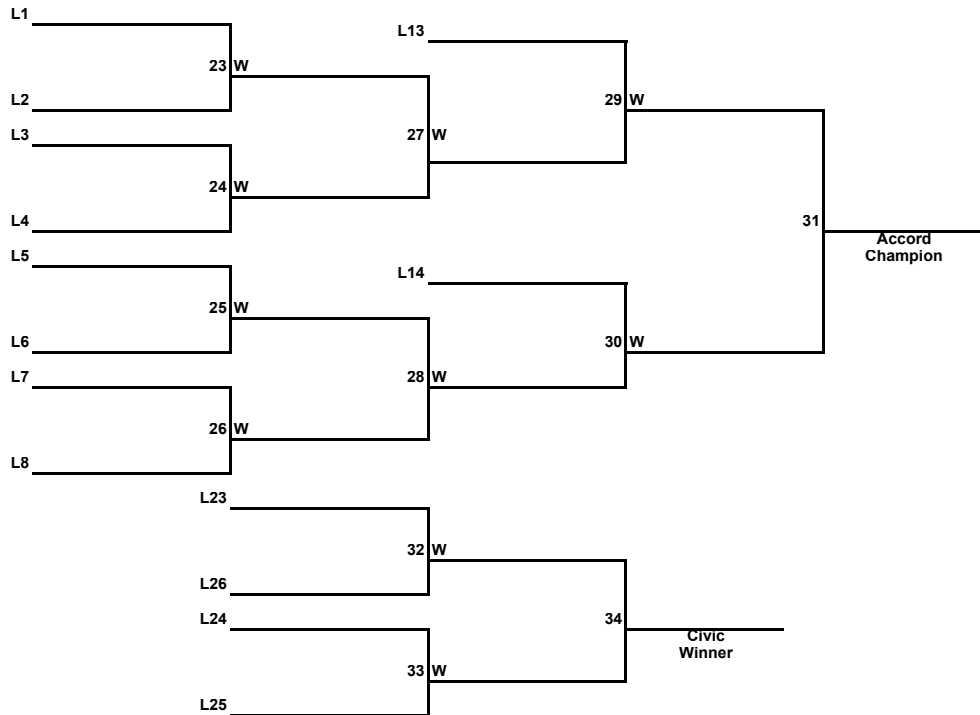 L1
L13
23 W
L2
29 W
L3
27 W
24 W
L4
31
Accord
Champion
L5
L14
25 W
L6
30 W
L7
28 W
26 W
L8
L23
32 W
L26
L24
34
Civic
Winner
33 W
L25